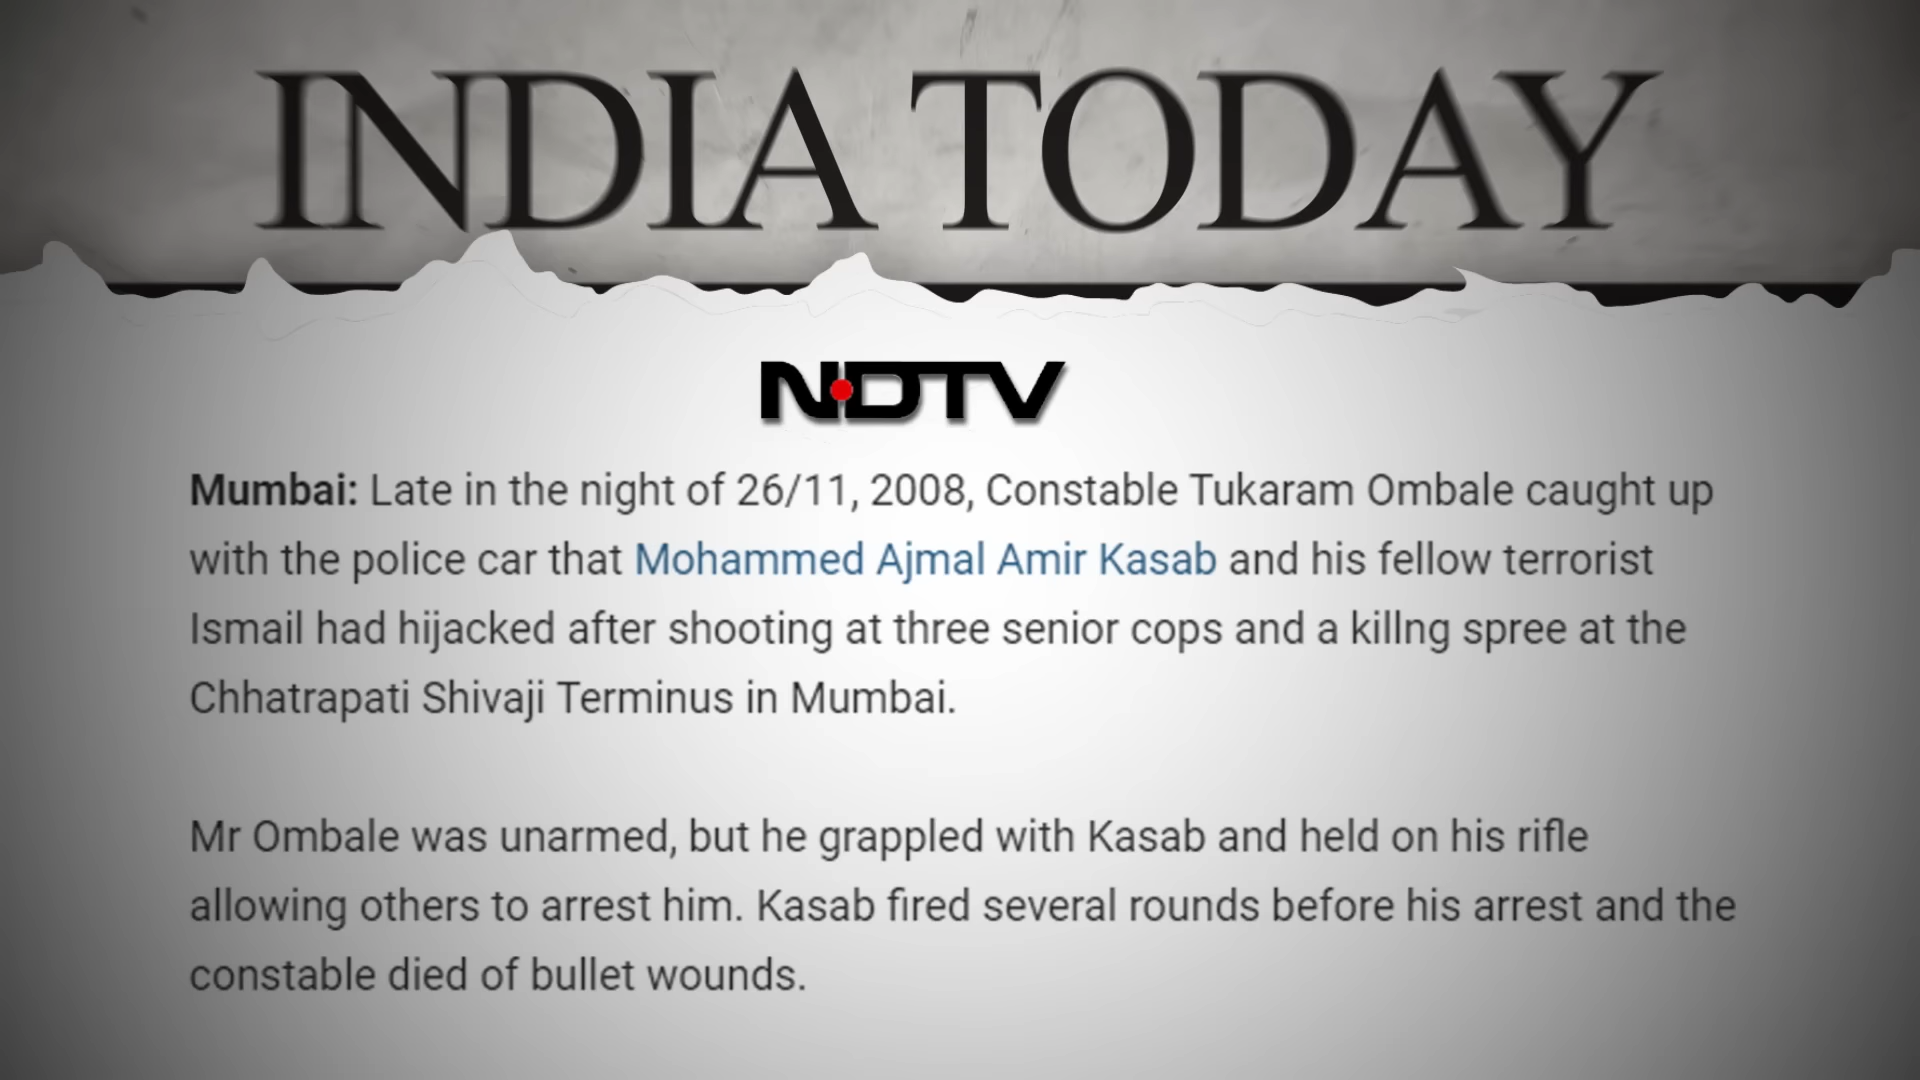 INDIA TODAY
NDTV
Mumbai: Late in the night of 26/11, 2008, Constable Tukaram Ombale caught up
with the police car that Mohammed Ajmal Amir Kasab and his fellow terrorist
Ismail had hijacked after shooting at three senior cops and a killng spree at the
Chhatrapati Shivaji Terminus in Mumbai.
Mr Ombale was unarmed, but he grappled with Kasab and held on his rifle
allowing others to arrest him. Kasab fired several rounds before his arrest and the
constable died of bullet wounds.